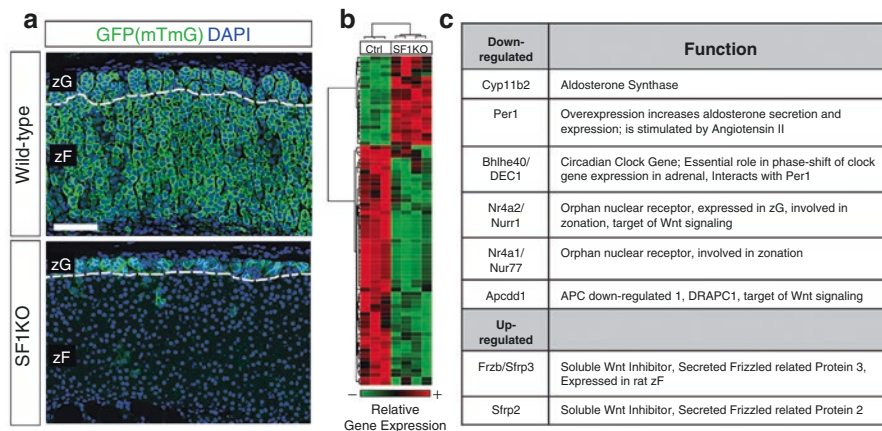 a
GFP(mTmG) DAPI
Wild-type
zG
zF
SF1KO
zG
zF
b
Ctrl SF1KO
− +
Relative
Gene Expression
c
Down-
regulated
Function
Cyp11b2
Aldosterone Synthase
Per1
Overexpression increases aldosterone secretion and
expression; is stimulated by Angiotensin II
Bhlhe40/
DEC1
Circadian Clock Gene; Essential role in phase-shift of clock
gene expression in adrenal, Interacts with Per1
Nr4a2/
Nurr1
Orphan nuclear receptor, expressed in zG, involved in
zonation, target of Wnt signaling
Nr4a1/
Nur77
Orphan nuclear receptor, involved in zonation
Apcdd1
APC down-regulated 1, DRAPC1, target of Wnt signaling
Up-
regulated
Frzb/Sfrp3
Soluble Wnt Inhibitor, Secreted Frizzled related Protein 3,
Expressed in rat zF
Sfrp2
Soluble Wnt Inhibitor, Secreted Frizzled related Protein 2